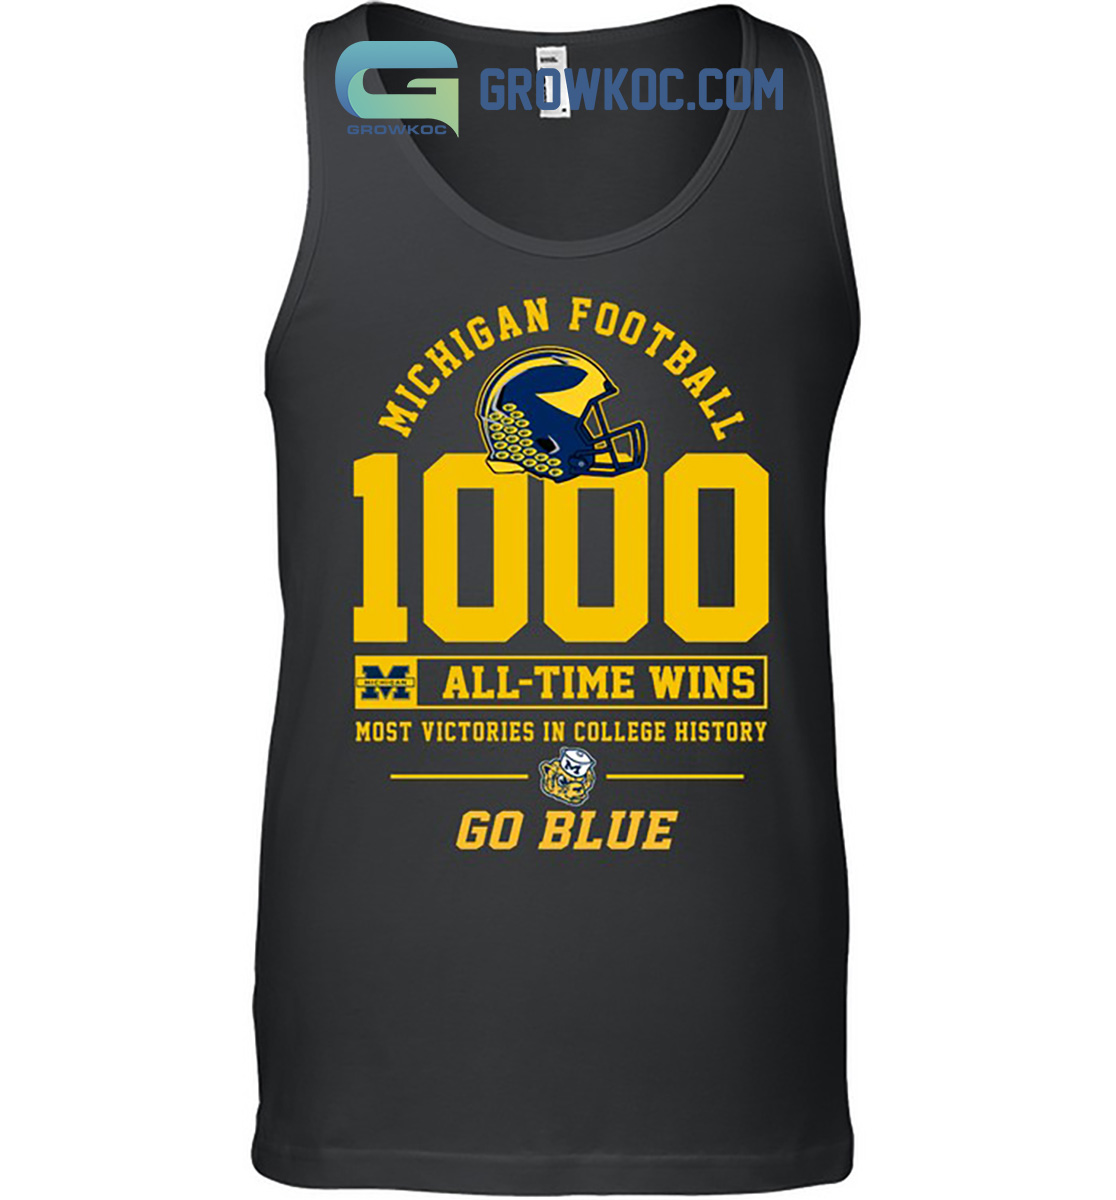 GROWKOC
GROWKOC.COM
MICHIGAN FOOTBALL
1000
M
MICHIGAN
ALL-TIME WINS
MOST VICTORIES IN COLLEGE HISTORY
M
GO BLUE